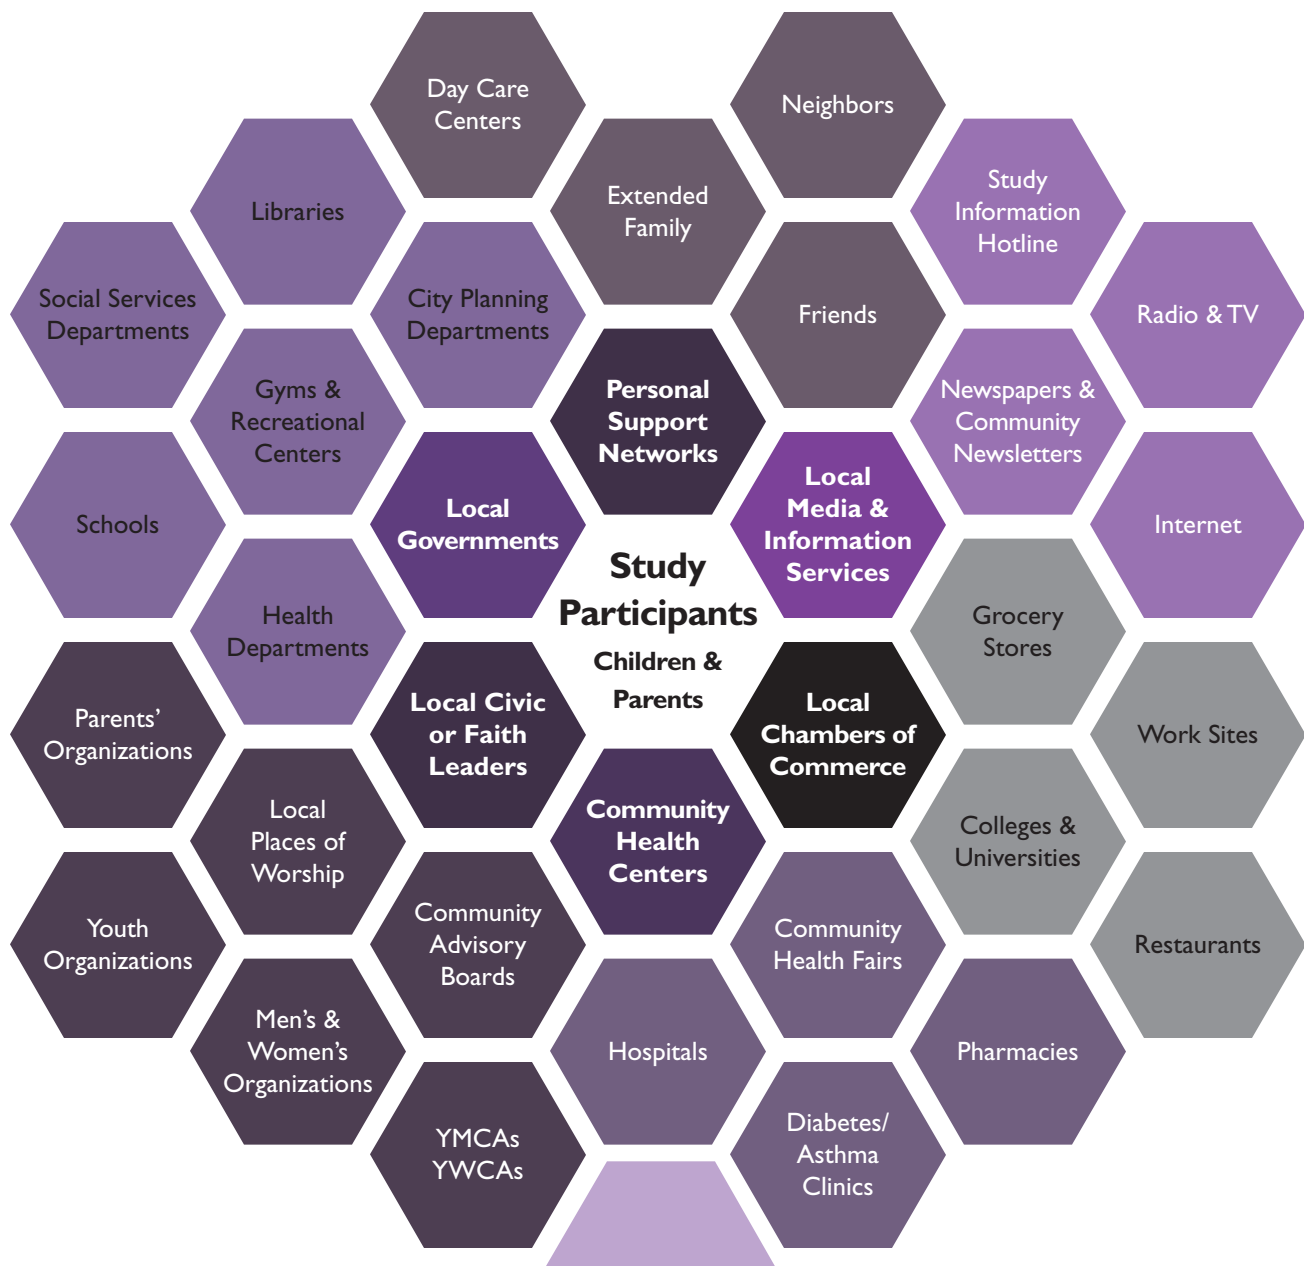 Day Care
Centers
Neighbors
Libraries
Extended
Family
Study
Information
Hotline
Social Services
Departments
City Planning
Departments
Friends
Radio & TV
Gyms &
Recreational
Centers
Personal
Support
Networks
Newspapers &
Community
Newsletters
Schools
Local
Governments
Local
Media &
Information
Services
Internet
Study
Participants
Children &
Parents
Health
Departments
Grocery
Stores
Parents’
Organizations
Local Civic
or Faith
Leaders
Local
Chambers of
Commerce
Work Sites
Local
Places of
Worship
Community
Health
Centers
Colleges &
Universities
Youth
Organizations
Community
Advisory
Boards
Community
Health Fairs
Restaurants
Men’s &
Women’s
Organizations
Hospitals
Pharmacies
YMCAs
YWCAs
Diabetes/
Asthma
Clinics